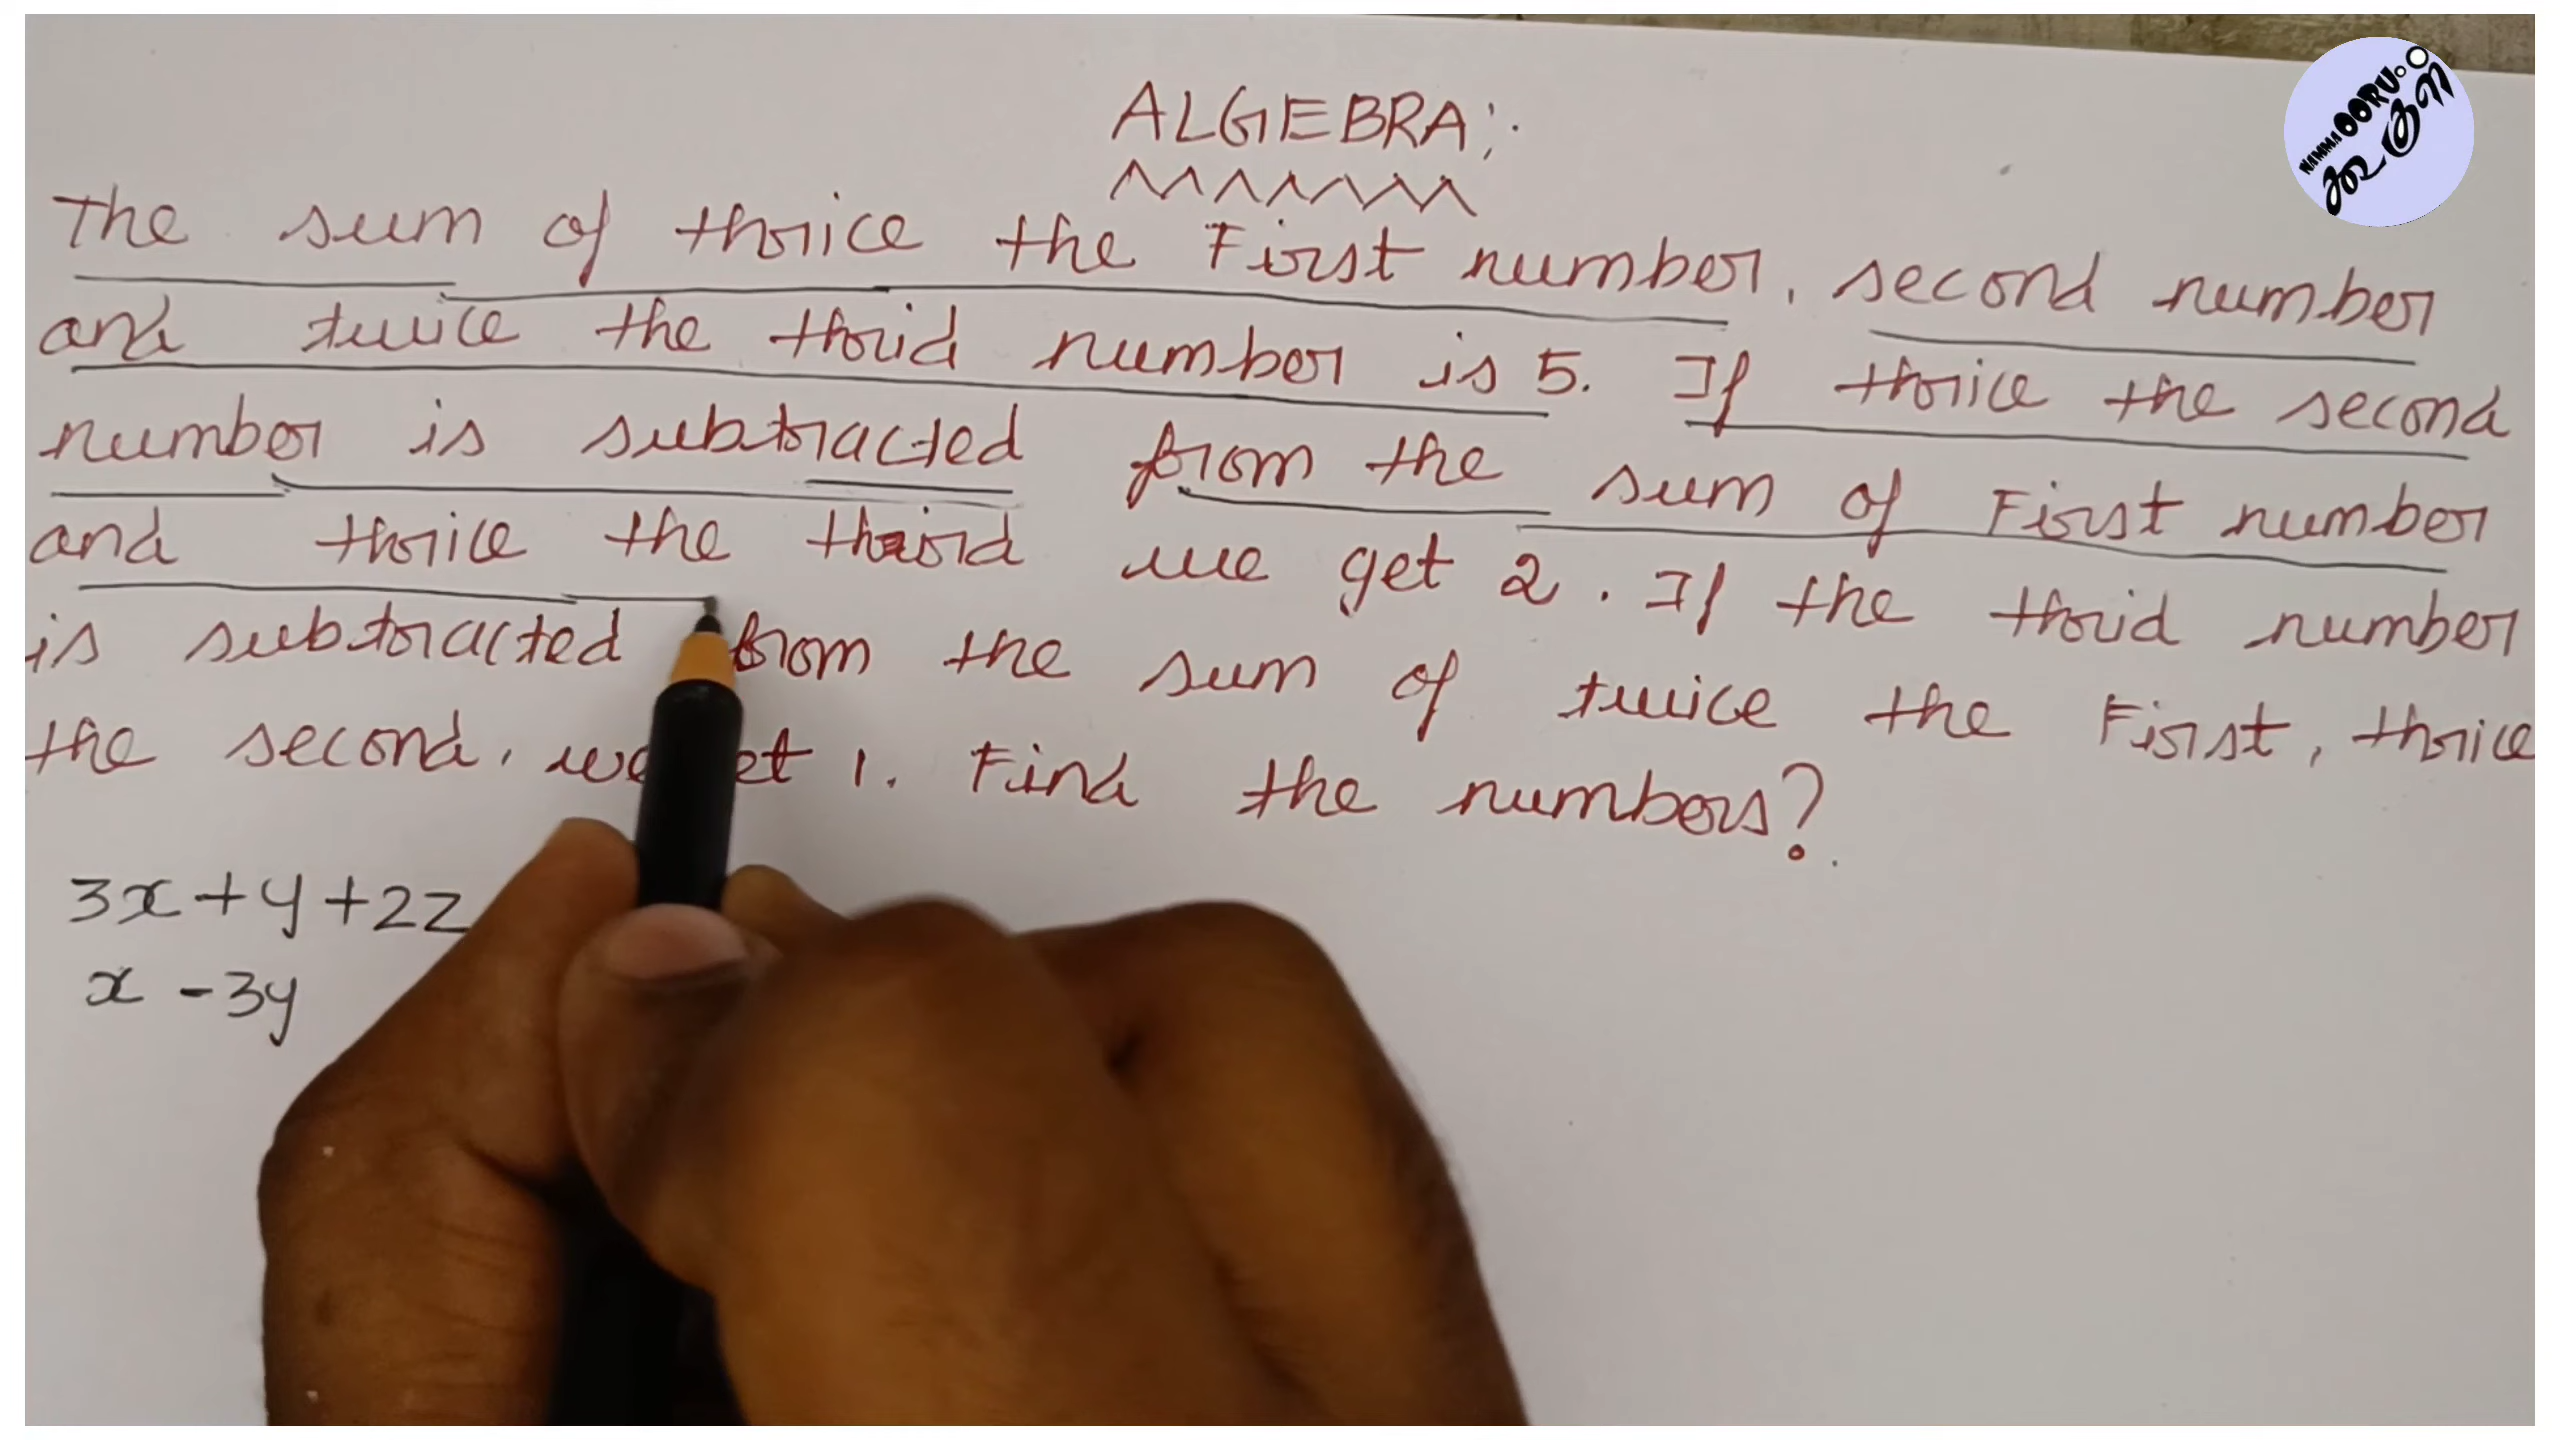 NAMMA OORU
ALGEBRA:
The sum of thrice the First number, second number
and twice the third number is 5. If thrice the second
number is subtracted from the sum of First number
and thrice the third we get 2. If the third number
is subtracted from the sum of twice the First, thrice
the second, we get 1. Find the numbers?
3x+y+2z
x -3y